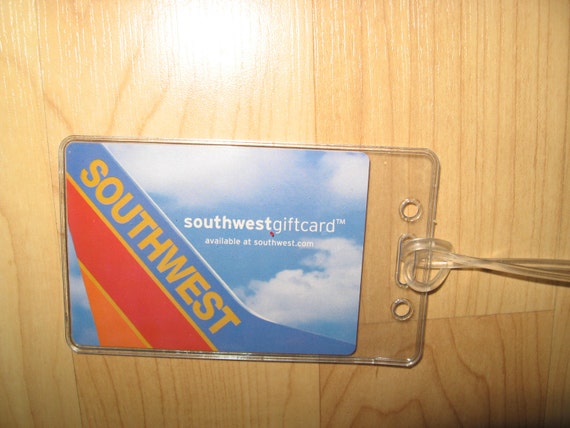 SOUTHWEST
southwestgiftcard™
available at southwest.com